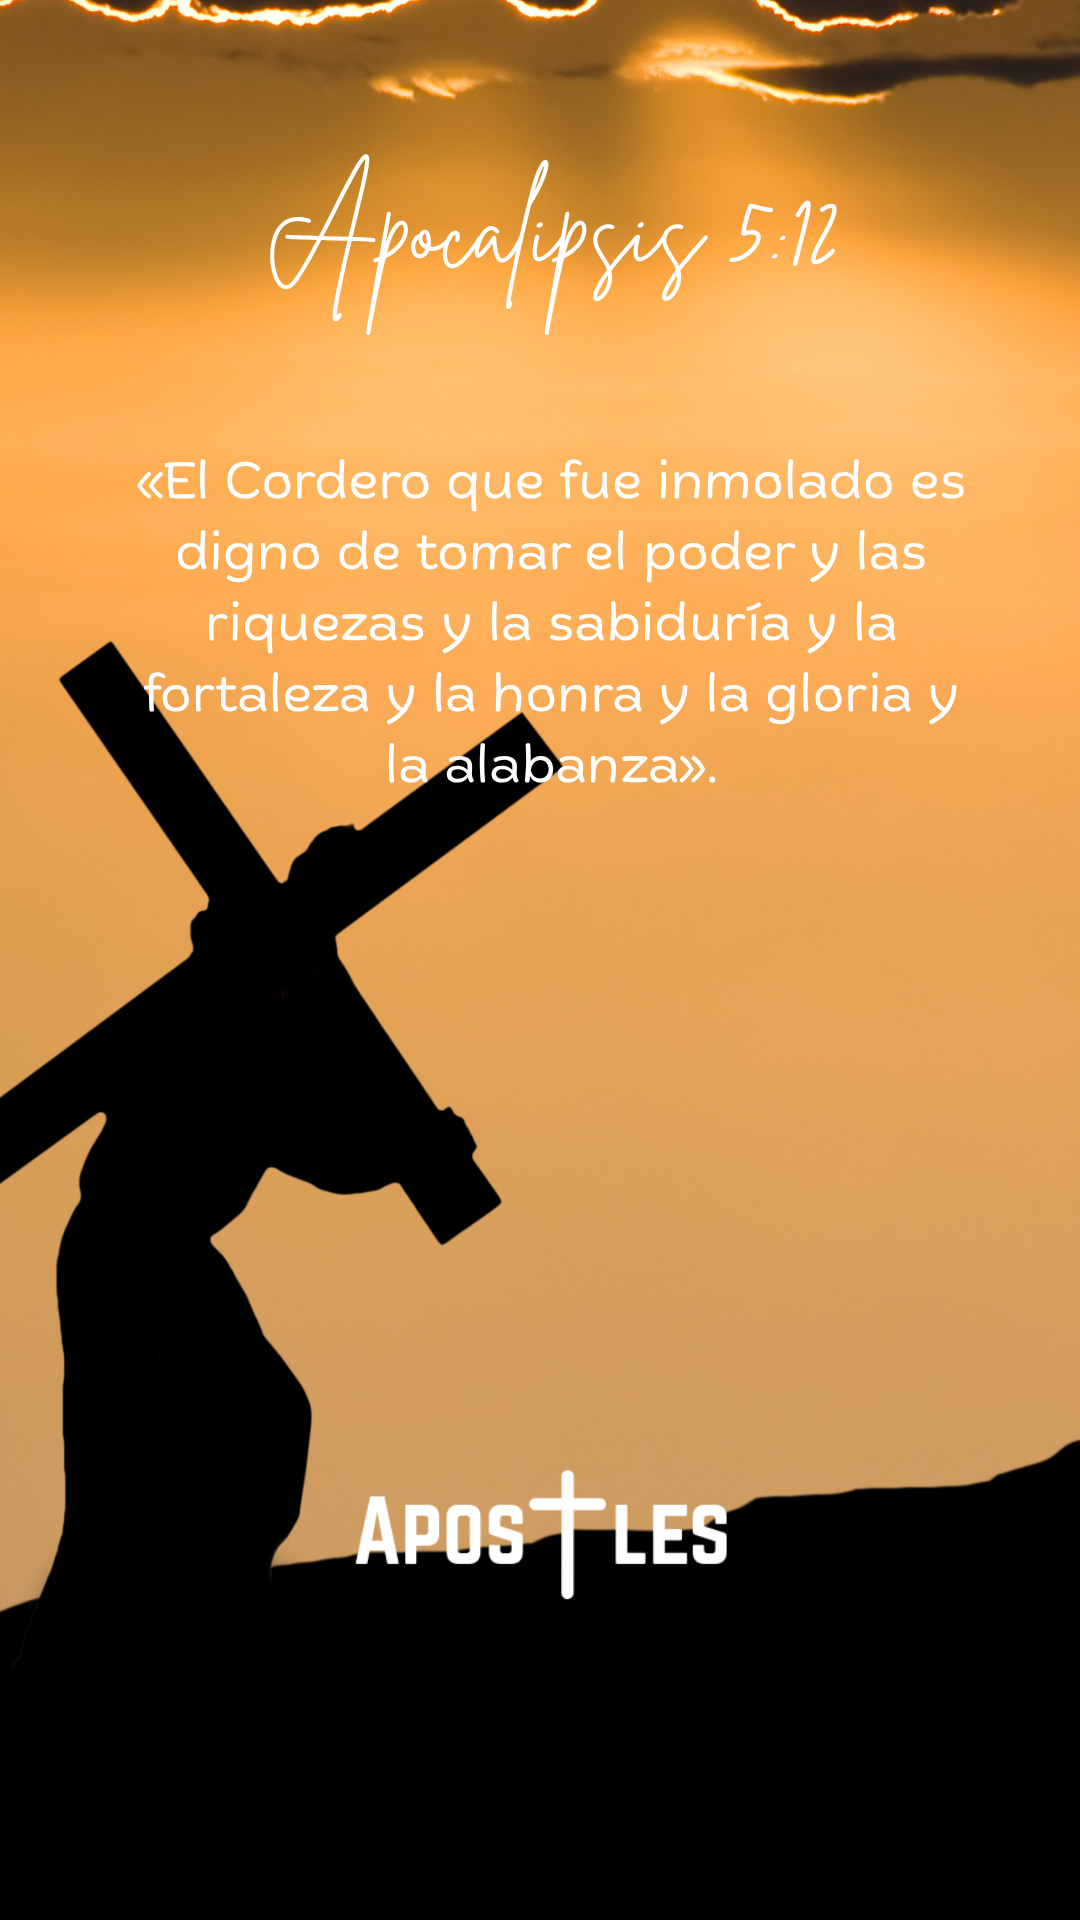 Apocalipsis 5:12
«El Cordero que fue inmolado es
digno de tomar el poder y las
riquezas y la sabiduría y la
fortaleza y la honra y la gloria y
la alabanza».
APOSTLES